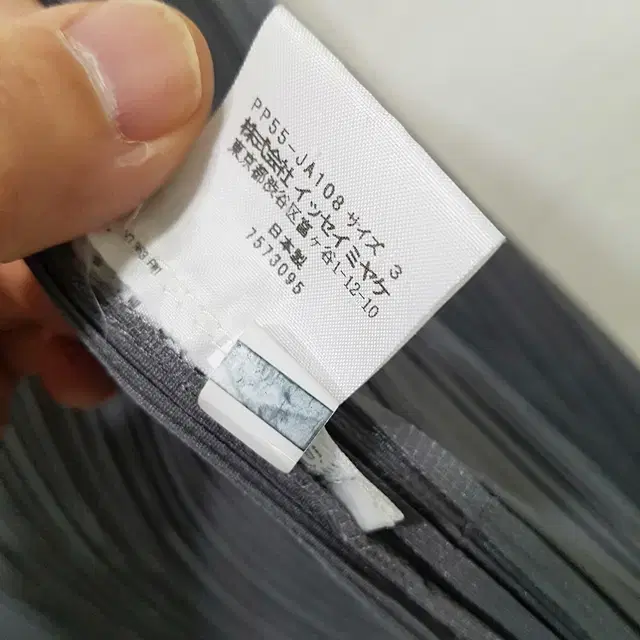 PP55-JA108 サイズ 3
株式会社 イッセイミヤケ
東京都渋谷区幡ヶ谷1-12-10
日本製
7573095